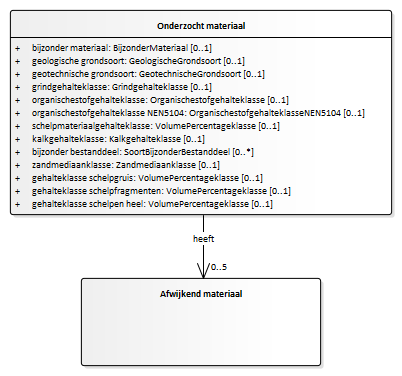 Onderzocht materiaal
+ bijzonder materiaal: BijzonderMateriaal [0..1]
+ geologische grondsoort: GeologischeGrondsoort [0..1]
+ geotechnische grondsoort: GeotechnischeGrondsoort [0..1]
+ grindgehalteklasse: Grindgehalteklasse [0..1]
+ organischestofgehalteklasse: Organischestofgehalteklasse [0..1]
+ organischestofgehalteklasse NEN5104: OrganischestofgehalteklasseNEN5104 [0..1]
+ schelpmateriaalgehalteklasse: VolumePercentageklasse [0..1]
+ kalkgehalteklasse: Kalkgehalteklasse [0..1]
+ bijzonder bestanddeel: SoortBijzonderBestanddeel [0..*]
+ zandmediaanklasse: Zandmediaanklasse [0..1]
+ gehalteklasse schelpgruis: VolumePercentageklasse [0..1]
+ gehalteklasse schelpfragmenten: VolumePercentageklasse [0..1]
+ gehalteklasse schelpen heel: VolumePercentageklasse [0..1]
heeft
0..5
Afwijkend materiaal